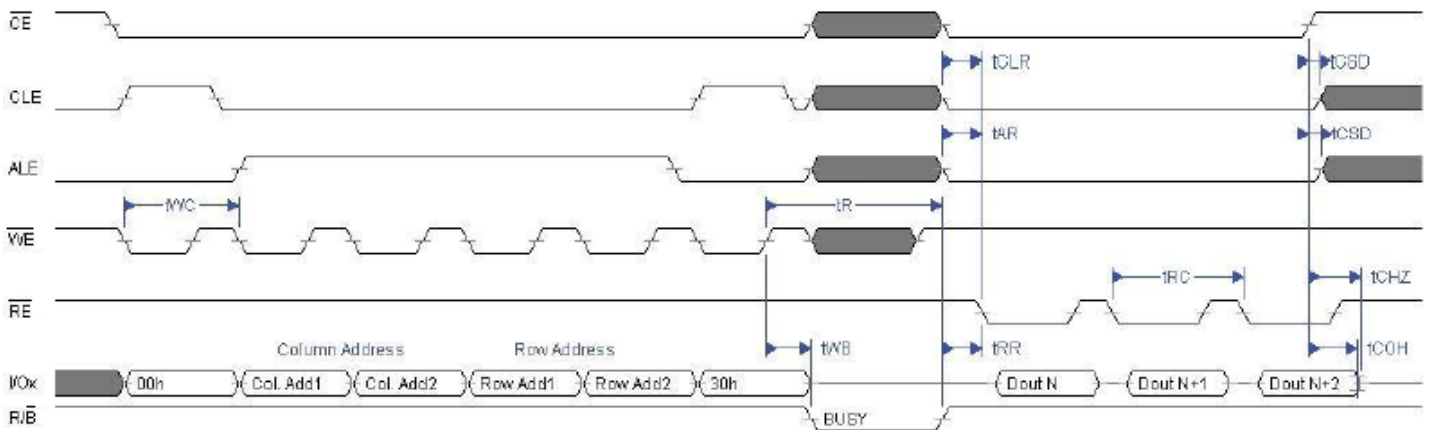 CE
tCLR
tCSD
CLE
tAR
tCSD
ALE
tWC
tR
WE
tRC
tCHZ
RE
Column Address
Row Address
tWB
tRR
tCOH
I/Ox
00h
Col. Add1
Col. Add2
Row Add1
Row Add2
30h
Dout N
Dout N+1
Dout N+2
R/B
BUSY